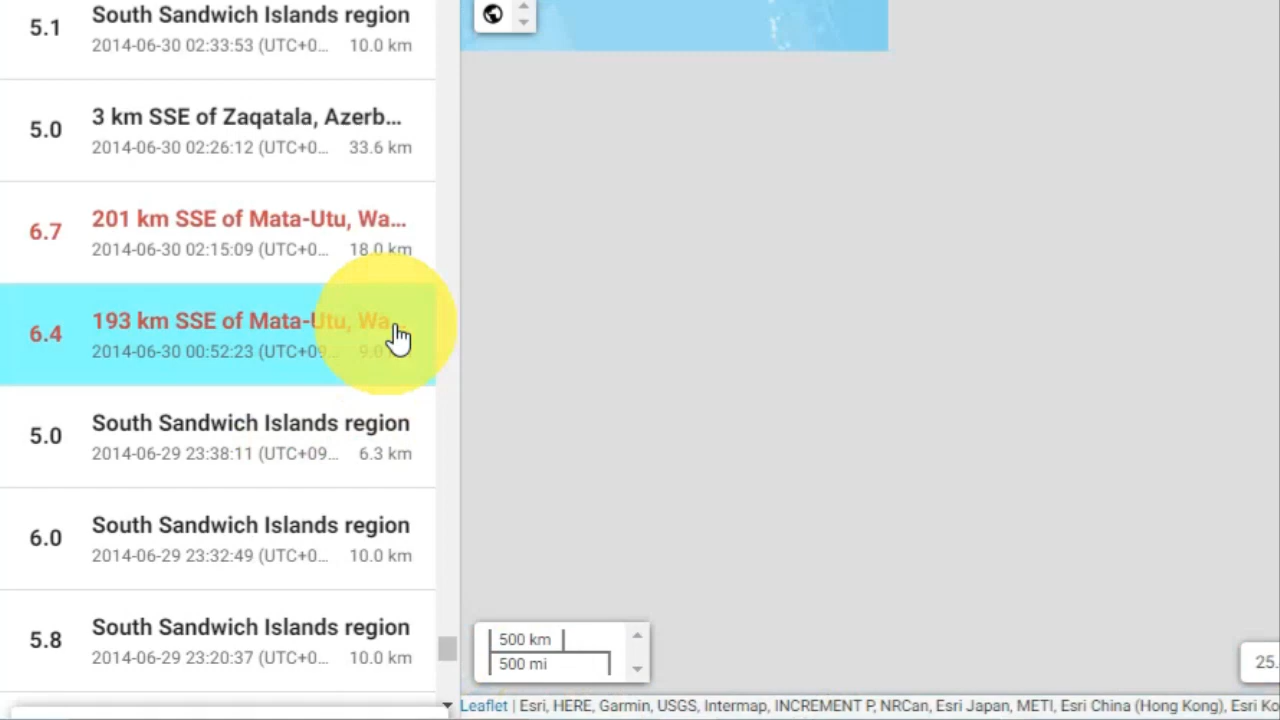 South Sandwich Islands region
5.1
2014-06-30 02:33:53 (UTC+0... 10.0 km
3 km SSE of Zaqatala, Azerb...
5.0
2014-06-30 02:26:12 (UTC+0... 33.6 km
201 km SSE of Mata-Utu, Wa...
6.7
2014-06-30 02:15:09 (UTC+0... 18.0 km
193 km SSE of Mata-Utu, Wa...
6.4
2014-06-30 00:52:23 (UTC+09...
South Sandwich Islands region
5.0
2014-06-29 23:38:11 (UTC+09... 6.3 km
South Sandwich Islands region
6.0
2014-06-29 23:32:49 (UTC+0... 10.0 km
South Sandwich Islands region
5.8
2014-06-29 23:20:37 (UTC+0... 10.0 km
500 km
500 mi
25.
Leaflet | Esri, HERE, Garmin, USGS, Intermap, INCREMENT P, NRCan, Esri Japan, METI, Esri China (Hong Kong), Esri Ko